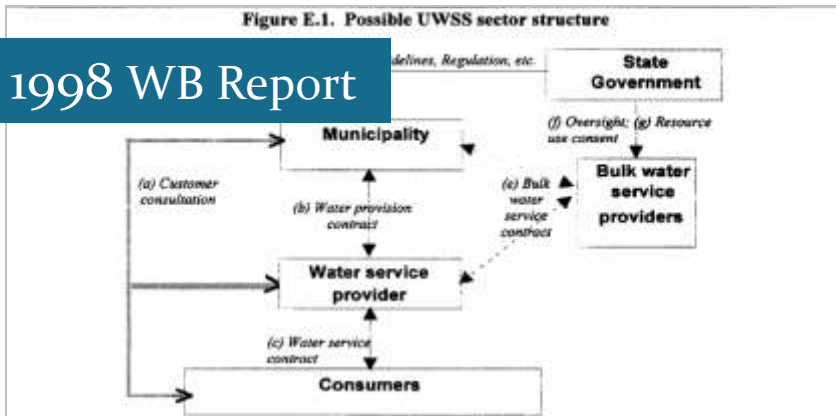 Figure E.1. Possible UWSS sector structure
1998 WB Report
delines, Regulation, etc.
State
Government
Municipality
(f) Oversight; (g) Resource
use consent
(a) Customer
consultation
(b) Water provision
contract
(e) Bulk
water
service
contract
Bulk water
service
providers
Water service
provider
(c) Water service
contract
Consumers